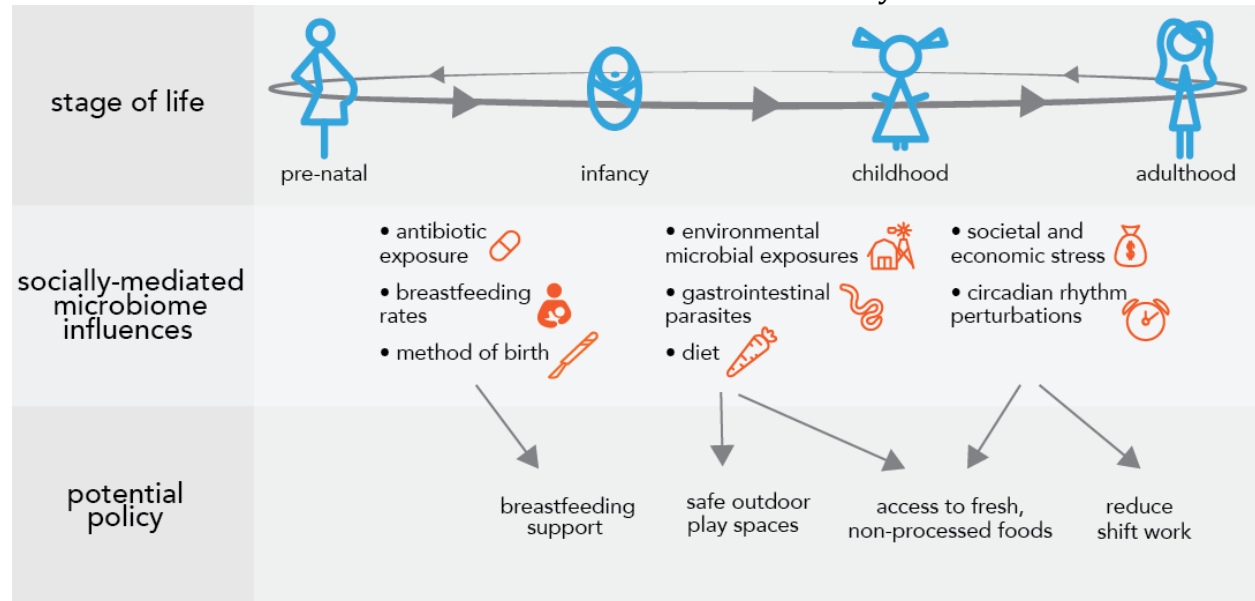 stage of life
pre-natal
infancy
childhood
adulthood
socially-mediated
microbiome
influences
• antibiotic
exposure
• breastfeeding
rates
• method of birth
• environmental
microbial exposures
• gastrointestinal
parasites
• diet
• societal and
economic stress
$
• circadian rhythm
perturbations
potential
policy
breastfeeding
support
safe outdoor
play spaces
access to fresh,
non-processed foods
reduce
shift work